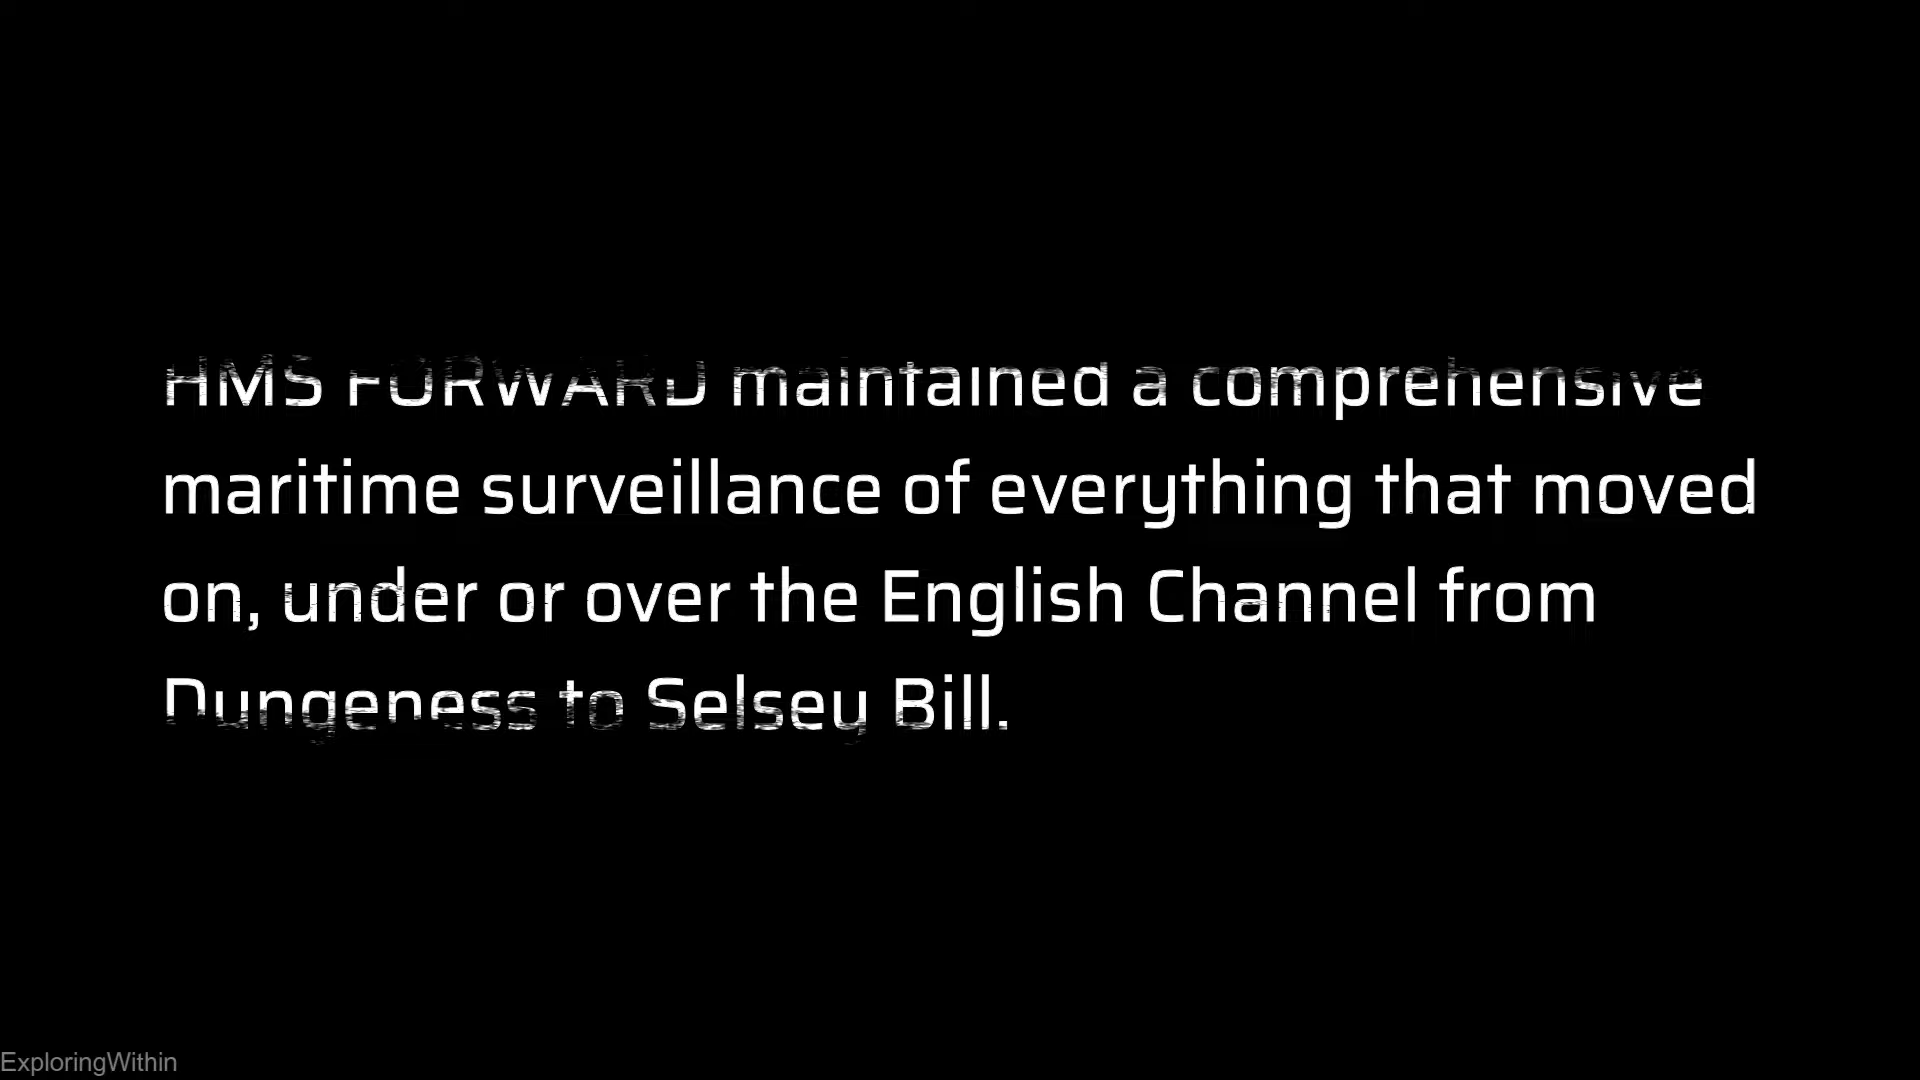 HMS FORWARD maintained a comprehensive
maritime surveillance of everything that moved
on, under or over the English Channel from
Dungeness to Selsey Bill.
ExploringWithin